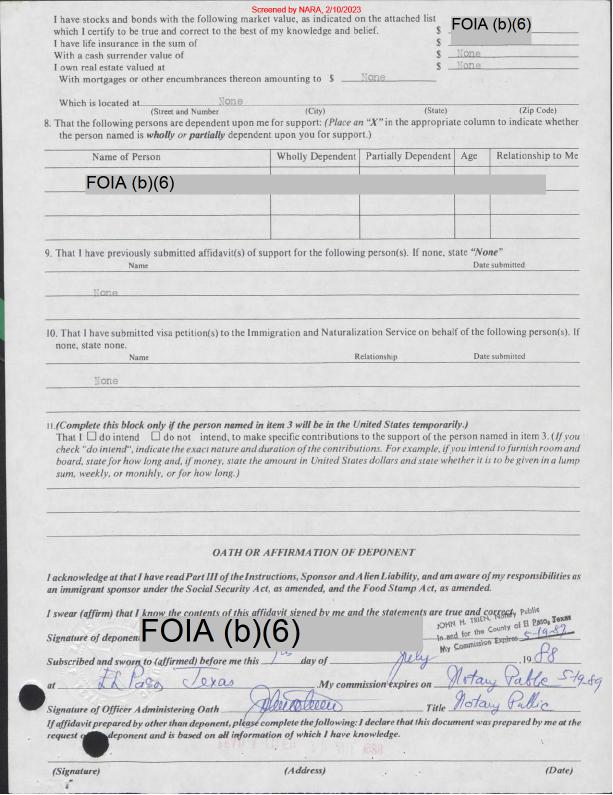 Screened by NARA, 2/10/2023
I have stocks and bonds with the following market value, as indicated on the attached list
which I certify to be true and correct to the best of my knowledge and belief. $ FOIA (b)(6)
I have life insurance in the sum of $
With a cash surrender value of $ None
I own real estate valued at $ None
With mortgages or other encumbrances thereon amounting to $ None
Which is located at None
(Street and Number) (City) (State) (Zip Code)
8. That the following persons are dependent upon me for support: (Place an "X" in the appropriate column to indicate whether
the person named is wholly or partially dependent upon you for support.)
Name of Person Wholly Dependent Partially Dependent Age Relationship to Me
FOIA (b)(6)
9. That I have previously submitted affidavit(s) of support for the following person(s). If none, state "None"
Name Date submitted
None
10. That I have submitted visa petition(s) to the Immigration and Naturalization Service on behalf of the following person(s). If
none, state none.
Name Relationship Date submitted
None
11.(Complete this block only if the person named in item 3 will be in the United States temporarily.)
That I ☐ do intend ☐ do not intend, to make specific contributions to the support of the person named in item 3. (If you
check "do intend", indicate the exact nature and duration of the contributions. For example, if you intend to furnish room and
board, state for how long and, if money, state the amount in United States dollars and state whether it is to be given in a lump
sum, weekly, or monthly, or for how long.)
OATH OR AFFIRMATION OF DEPONENT
I acknowledge at that I have read Part III of the Instructions, Sponsor and Alien Liability, and am aware of my responsibilities as
an immigrant sponsor under the Social Security Act, as amended, and the Food Stamp Act, as amended.
I swear (affirm) that I know the contents of this affidavit signed by me and the statements are true and correct.
JOHN H. TRIEN, Notary Public
In and for the County of El Paso, Texas
My Commission Expires 5-19-89
Signature of deponent FOIA (b)(6)
Subscribed and sworn to (affirmed) before me this 1st day of July ,19 88
at El Paso Texas .My commission expires on Notary Public 5-19-89
Signature of Officer Administering Oath Title Notary Public
If affidavit prepared by other than deponent, please complete the following: I declare that this document was prepared by me at the
request o deponent and is based on all information of which I have knowledge.
(Signature) (Address) (Date)